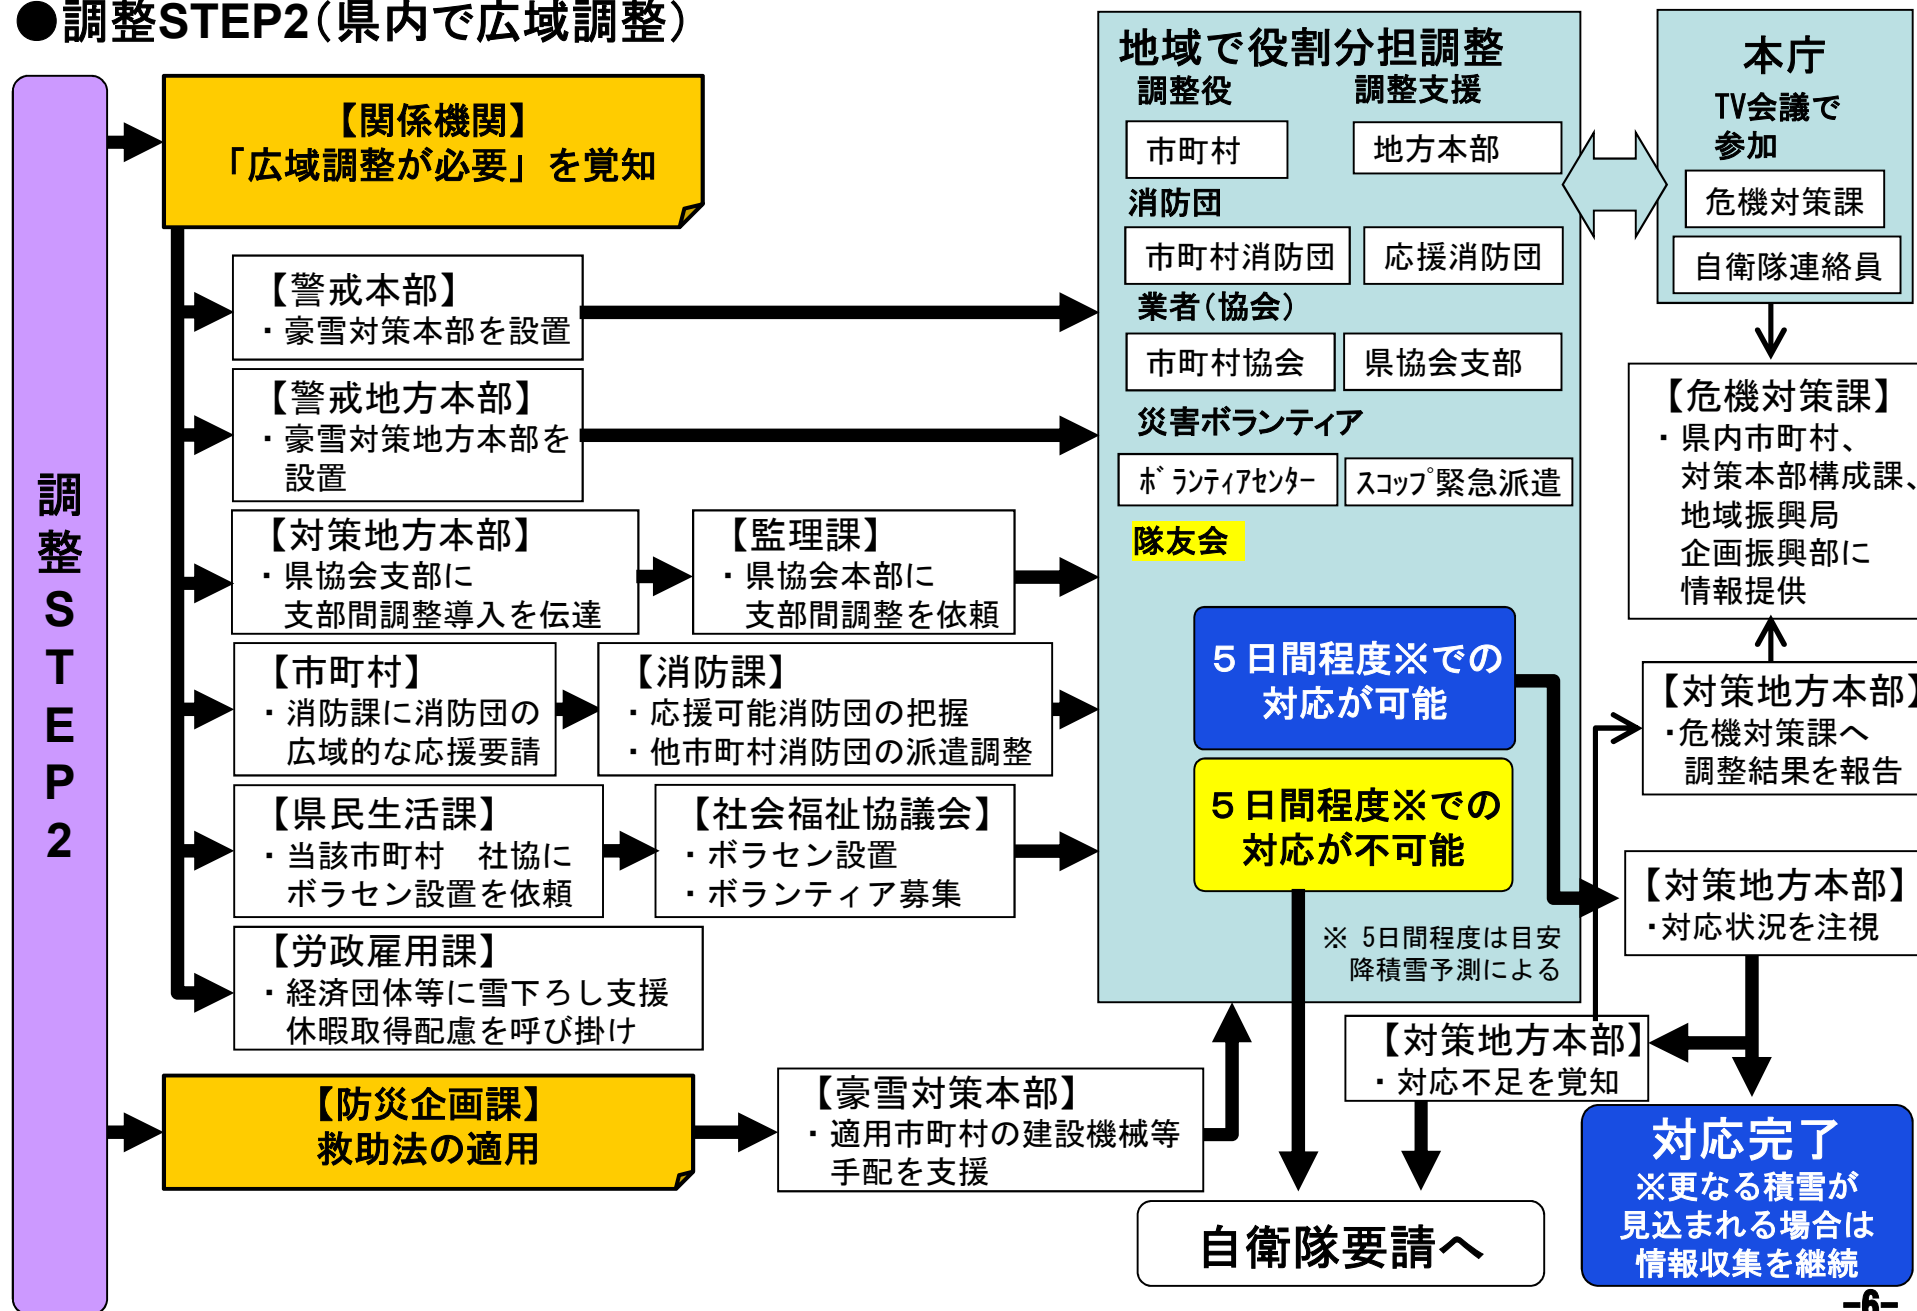 ●調整STEP2(県内で広域調整)
調
整
S
T
E
P
2
【関係機関】
「広域調整が必要」を覚知
【警戒本部】
・豪雪対策本部を設置
【警戒地方本部】
・豪雪対策地方本部を
設置
【対策地方本部】
・県協会支部に
支部間調整導入を伝達
【監理課】
・県協会本部に
支部間調整を依頼
【市町村】
・消防課に消防団の
広域的な応援要請
【消防課】
・応援可能消防団の把握
・他市町村消防団の派遣調整
【県民生活課】
・当該市町村　社協に
ボラセン設置を依頼
【社会福祉協議会】
・ボラセン設置
・ボランティア募集
【労政雇用課】
・経済団体等に雪下ろし支援
休暇取得配慮を呼び掛け
【防災企画課】
救助法の適用
【豪雪対策本部】
・適用市町村の建設機械等
手配を支援
地域で役割分担調整
調整役　調整支援
市町村　地方本部
消防団
市町村消防団　応援消防団
業者(協会)
市町村協会　県協会支部
災害ボランティア
ﾎﾞﾗﾝﾃｨｱｾﾝﾀｰ　ｽｺｯﾌﾟ緊急派遣
隊友会
５日間程度※での
対応が可能
５日間程度※での
対応が不可能
※ 5日間程度は目安
降積雪予測による
本庁
TV会議で
参加
危機対策課
自衛隊連絡員
【危機対策課】
・県内市町村、
対策本部構成課、
地域振興局
企画振興部に
情報提供
【対策地方本部】
・危機対策課へ
調整結果を報告
【対策地方本部】
・対応状況を注視
【対策地方本部】
・対応不足を覚知
自衛隊要請へ
対応完了
※更なる積雪が
見込まれる場合は
情報収集を継続
-6-